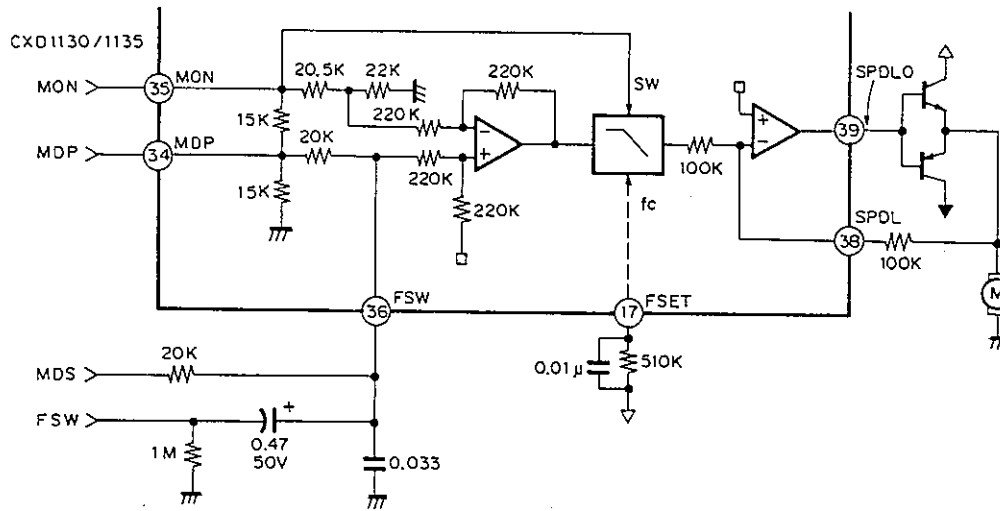 CXD1130/1135
MON
35
MON
20.5K
22K
220K
SW
SPDLO
15K
220K
MDP
34
MDP
20K
−
+
+
−
39
220K
100K
15K
220K
fc
SPDL
38
100K
M
36
FSW
17
FSET
MDS
20K
0.01μ
510K
FSW
+
1M
0.47
50V
0.033